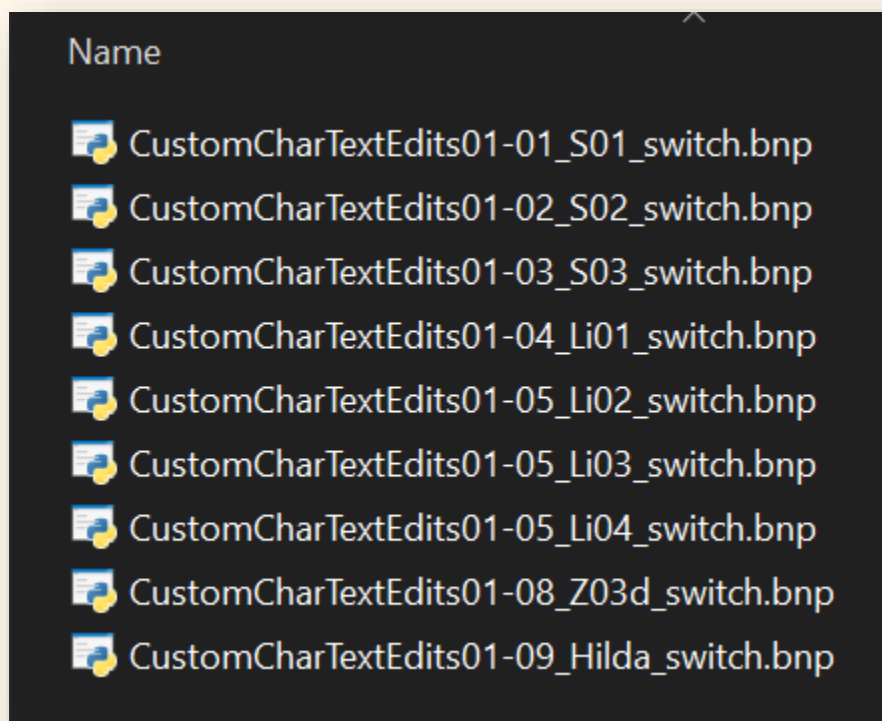 Name
CustomCharTextEdits01-01_S01_switch.bnp
CustomCharTextEdits01-02_S02_switch.bnp
CustomCharTextEdits01-03_S03_switch.bnp
CustomCharTextEdits01-04_Li01_switch.bnp
CustomCharTextEdits01-05_Li02_switch.bnp
CustomCharTextEdits01-05_Li03_switch.bnp
CustomCharTextEdits01-05_Li04_switch.bnp
CustomCharTextEdits01-08_Z03d_switch.bnp
CustomCharTextEdits01-09_Hilda_switch.bnp